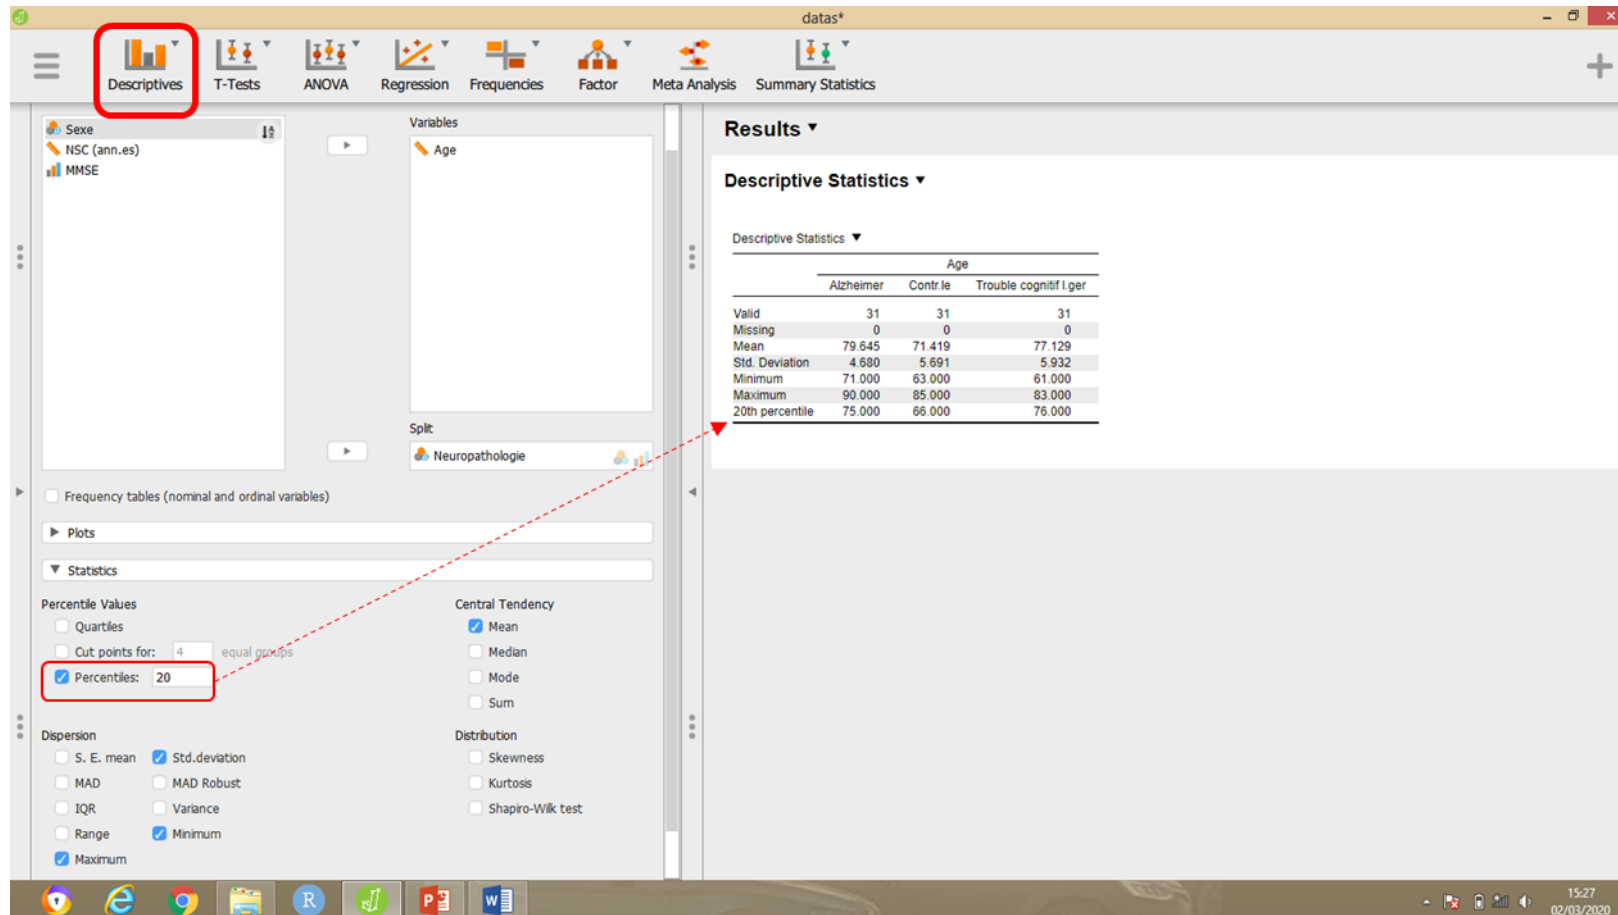 datas*
Descriptives T-Tests ANOVA Regression Frequencies Factor Meta Analysis Summary Statistics
Sexe
NSC (ann.es)
MMSE
Variables
Age
Split
Neuropathologie
Frequency tables (nominal and ordinal variables)
Plots
Statistics
Percentile Values
Quartiles
Cut points for: 4 equal groups
Percentiles: 20
Central Tendency
Mean
Median
Mode
Sum
Dispersion
S. E. mean Std.deviation
MAD MAD Robust
IQR Variance
Range Minimum
Maximum
Distribution
Skewness
Kurtosis
Shapiro-Wilk test
Results
Descriptive Statistics
Descriptive Statistics
Age
Alzheimer Contr.le Trouble cognitif l.ger
Valid 31 31 31
Missing 0 0 0
Mean 79.645 71.419 77.129
Std. Deviation 4.680 5.691 5.932
Minimum 71.000 63.000 61.000
Maximum 90.000 85.000 83.000
20th percentile 75.000 66.000 76.000
R
P
W
15:27
02/03/2020